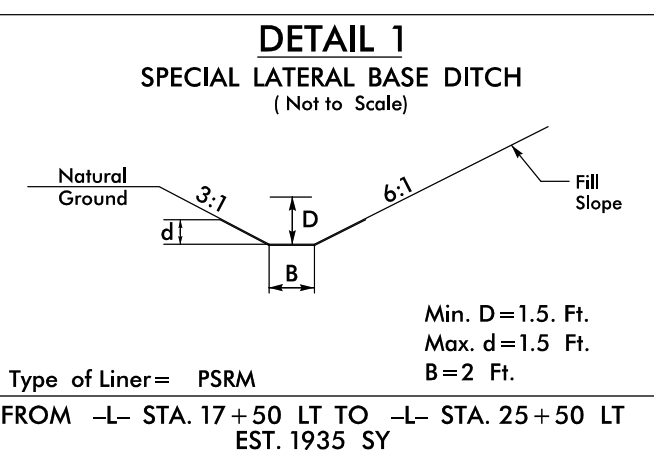 DETAIL 1
SPECIAL LATERAL BASE DITCH
( Not to Scale)
Natural
Ground
3:1
6:1
Fill
Slope
D
d
B
Min. D=1.5. Ft.
Max. d=1.5 Ft.
B=2 Ft.
Type of Liner= PSRM
FROM -L- STA. 17+50 LT TO -L- STA. 25+50 LT
EST. 1935 SY